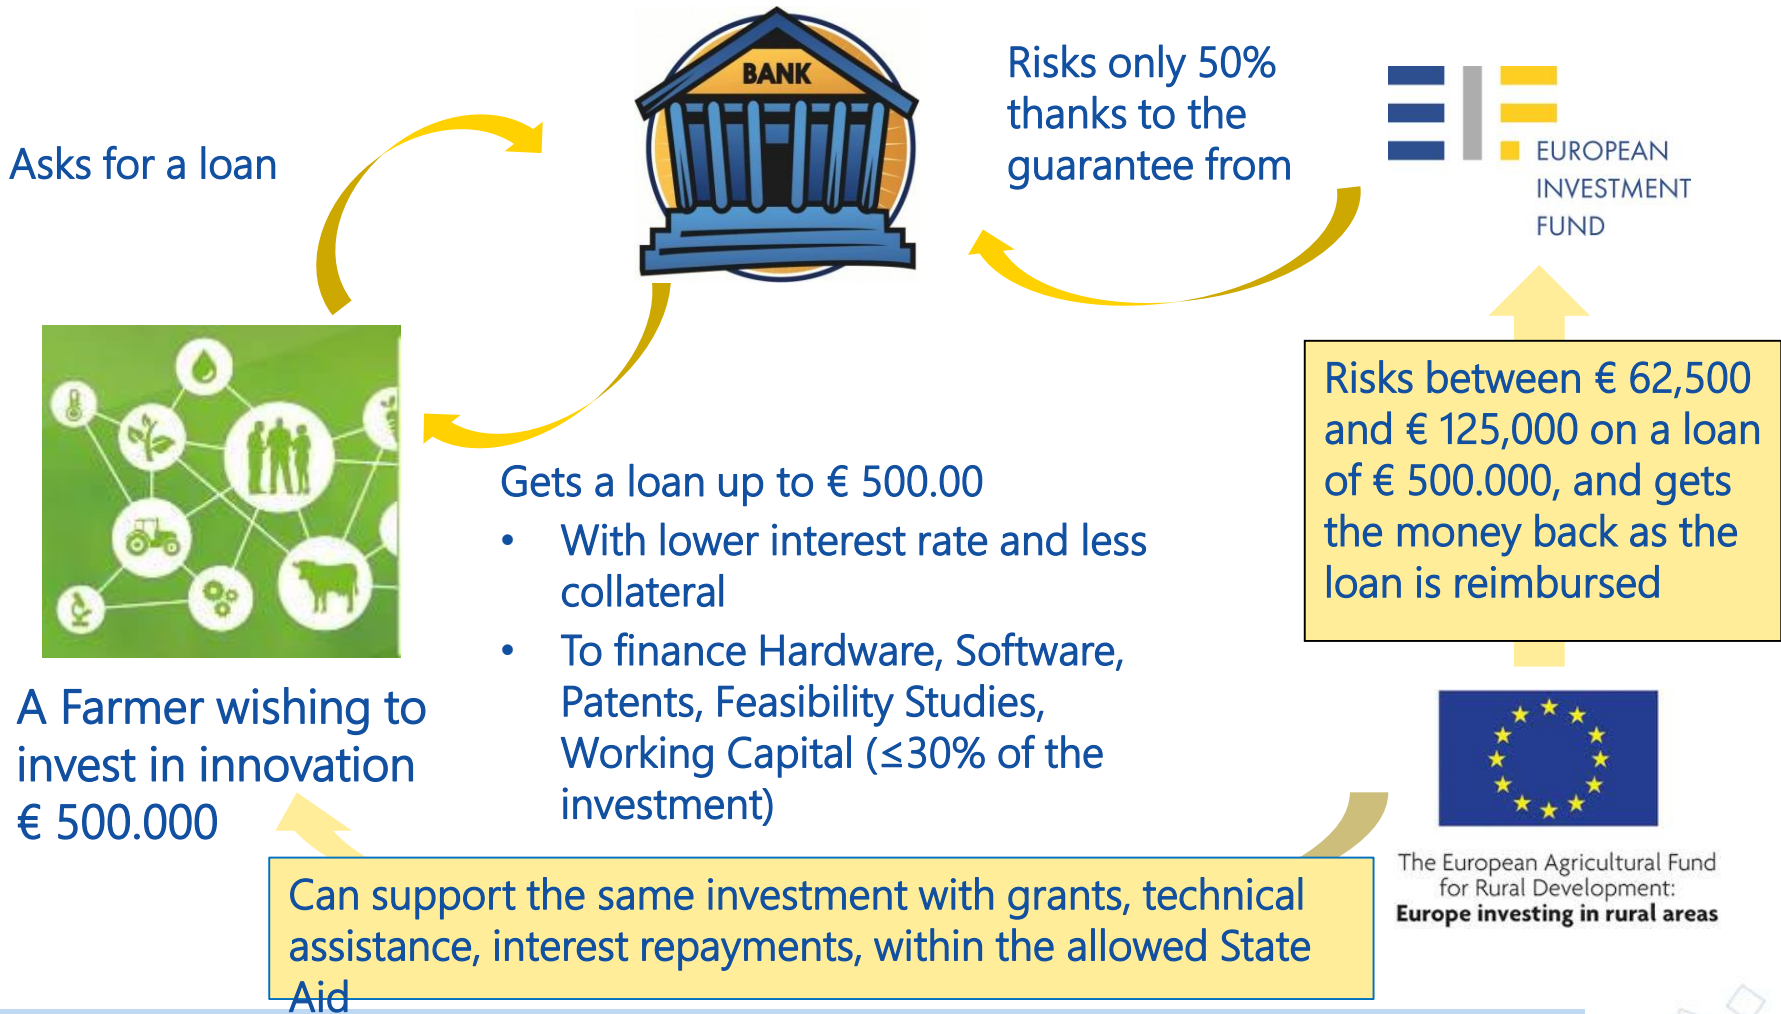 BANK
Risks only 50%
thanks to the
guarantee from
EUROPEAN
INVESTMENT
FUND
Asks for a loan
Risks between € 62,500
and € 125,000 on a loan
of € 500.000, and gets
the money back as the
loan is reimbursed
Gets a loan up to € 500.00
• With lower interest rate and less
collateral
• To finance Hardware, Software,
Patents, Feasibility Studies,
Working Capital (≤30% of the
investment)
A Farmer wishing to
invest in innovation
€ 500.000
The European Agricultural Fund
for Rural Development:
Europe investing in rural areas
Can support the same investment with grants, technical
assistance, interest repayments, within the allowed State
Aid